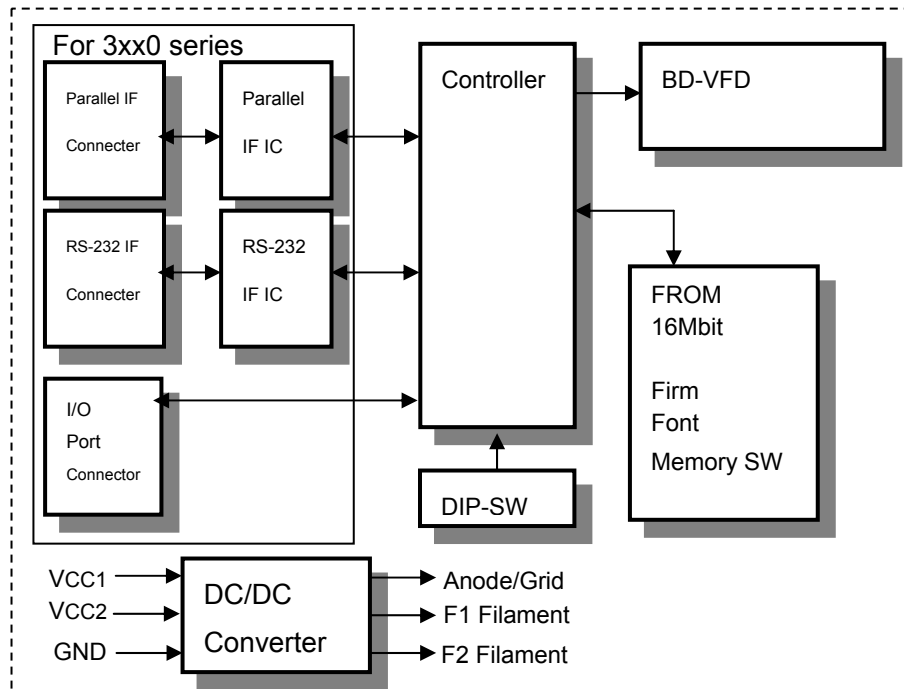 For 3xx0 series
Parallel IF
Connecter
Parallel
IF IC
RS-232 IF
Connecter
RS-232
IF IC
I/O
Port
Connector
Controller
DIP-SW
BD-VFD
FROM
16Mbit
Firm
Font
Memory SW
VCC1
VCC2
GND
DC/DC
Converter
Anode/Grid
F1 Filament
F2 Filament